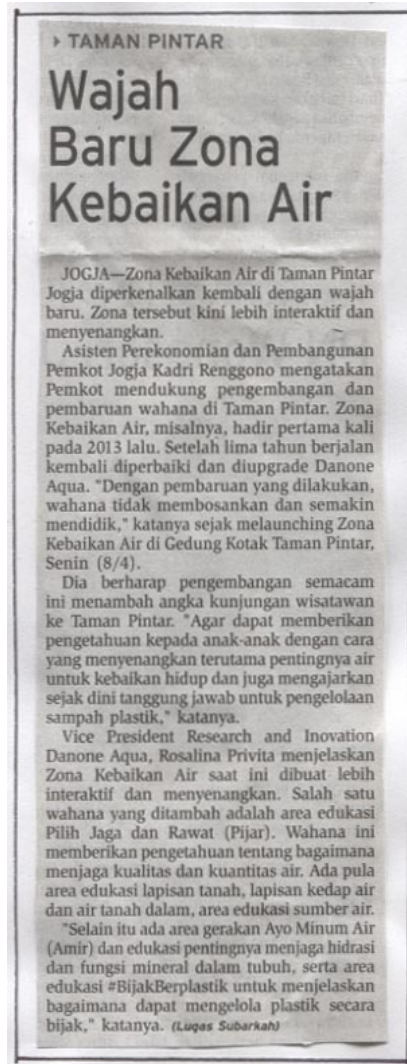 TAMAN PINTAR
Wajah
Baru Zona
Kebaikan Air
JOGJA—Zona Kebaikan Air di Taman Pintar
Jogja diperkenalkan kembali dengan wajah
baru. Zona tersebut kini lebih interaktif dan
menyenangkan.
Asisten Perekonomian dan Pembangunan
Pemkot Jogja Kadri Renggono mengatakan
Pemkot mendukung pengembangan dan
pembaruan wahana di Taman Pintar. Zona
Kebaikan Air, misalnya, hadir pertama kali
pada 2013 lalu. Setelah lima tahun berjalan
kembali diperbaiki dan diupgrade Danone
Aqua. "Dengan pembaruan yang dilakukan,
wahana tidak membosankan dan semakin
mendidik," katanya sejak melaunching Zona
Kebaikan Air di Gedung Kotak Taman Pintar,
Senin (8/4).
Dia berharap pengembangan semacam
ini menambah angka kunjungan wisatawan
ke Taman Pintar. "Agar dapat memberikan
pengetahuan kepada anak-anak dengan cara
yang menyenangkan terutama pentingnya air
untuk kebaikan hidup dan juga mengajarkan
sejak dini tanggung jawab untuk pengelolaan
sampah plastik," katanya.
Vice President Research and Inovation
Danone Aqua, Rosalina Privita menjelaskan
Zona Kebaikan Air saat ini dibuat lebih
interaktif dan menyenangkan. Salah satu
wahana yang ditambah adalah area edukasi
Pilih Jaga dan Rawat (Pijar). Wahana ini
memberikan pengetahuan tentang bagaimana
menjaga kualitas dan kuantitas air. Ada pula
area edukasi lapisan tanah, lapisan kedap air
dan air tanah dalam, area edukasi sumber air.
"Selain itu ada area gerakan Ayo Minum Air
(Amir) dan edukasi pentingnya menjaga hidrasi
dan fungsi mineral dalam tubuh, serta area
edukasi #BijakBerplastik untuk menjelaskan
bagaimana dapat mengelola plastik secara
bijak," katanya. (Lugas Subarkah)